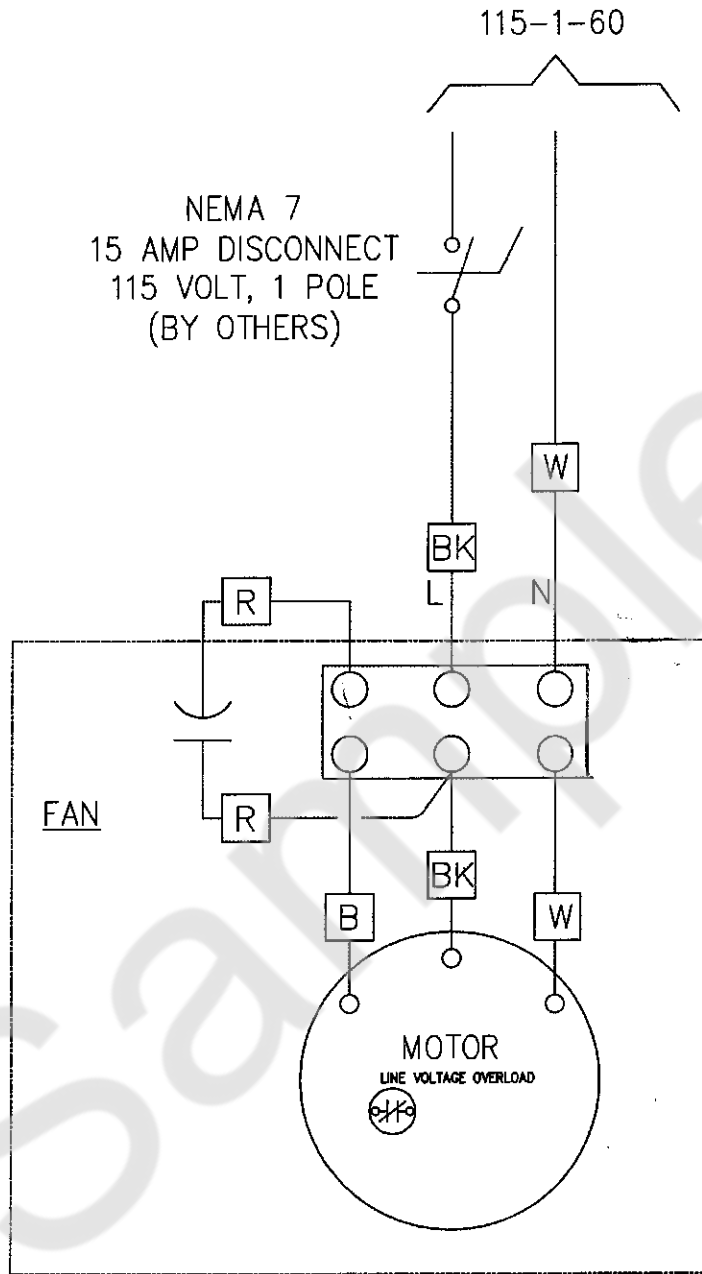 115-1-60
NEMA 7
15 AMP DISCONNECT
115 VOLT, 1 POLE
(BY OTHERS)
W
BK
L
N
R
FAN
R
BK
B
W
MOTOR
LINE VOLTAGE OVERLOAD
Sample